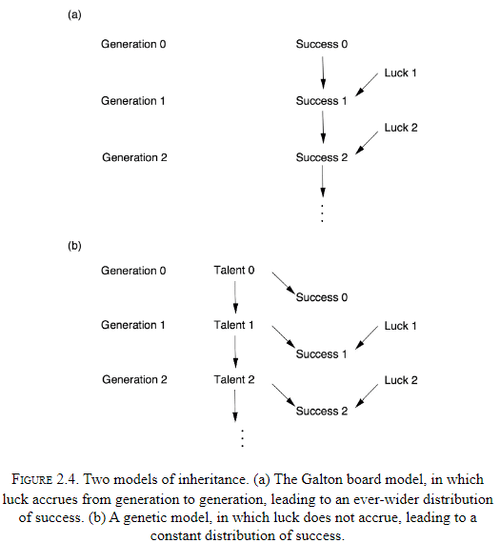 (a)
Generation 0 Success 0
Luck 1
Generation 1 Success 1
Luck 2
Generation 2 Success 2
(b)
Generation 0 Talent 0
Success 0
Generation 1 Talent 1 Luck 1
Success 1
Generation 2 Talent 2 Luck 2
Success 2
FIGURE 2.4. Two models of inheritance. (a) The Galton board model, in which
luck accrues from generation to generation, leading to an ever-wider distribution
of success. (b) A genetic model, in which luck does not accrue, leading to a
constant distribution of success.